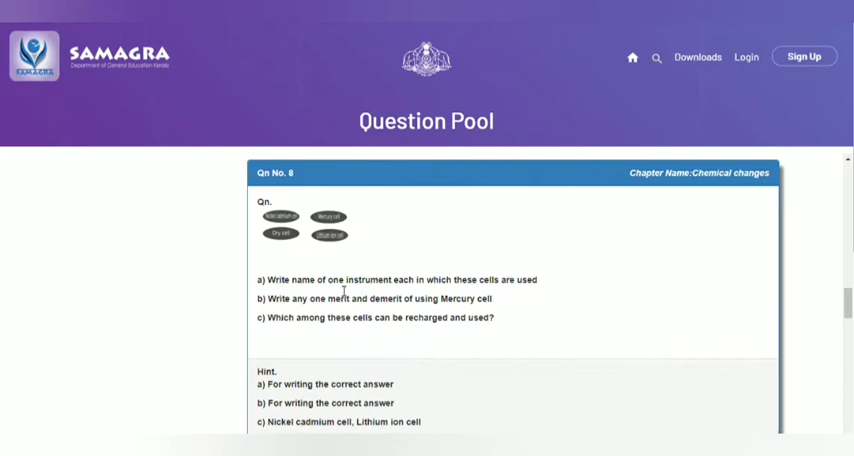 SAMAGRA
Department of General Education Kerala
SAMAGRA
Downloads
Login
Sign Up
Question Pool
Qn No. 8
Chapter Name:Chemical changes
Qn.
Nickel cadmium cell
Mercury cell
Dry cell
Lithium ion cell
a) Write name of one instrument each in which these cells are used
b) Write any one merit and demerit of using Mercury cell
c) Which among these cells can be recharged and used?
Hint.
a) For writing the correct answer
b) For writing the correct answer
c) Nickel cadmium cell, Lithium ion cell